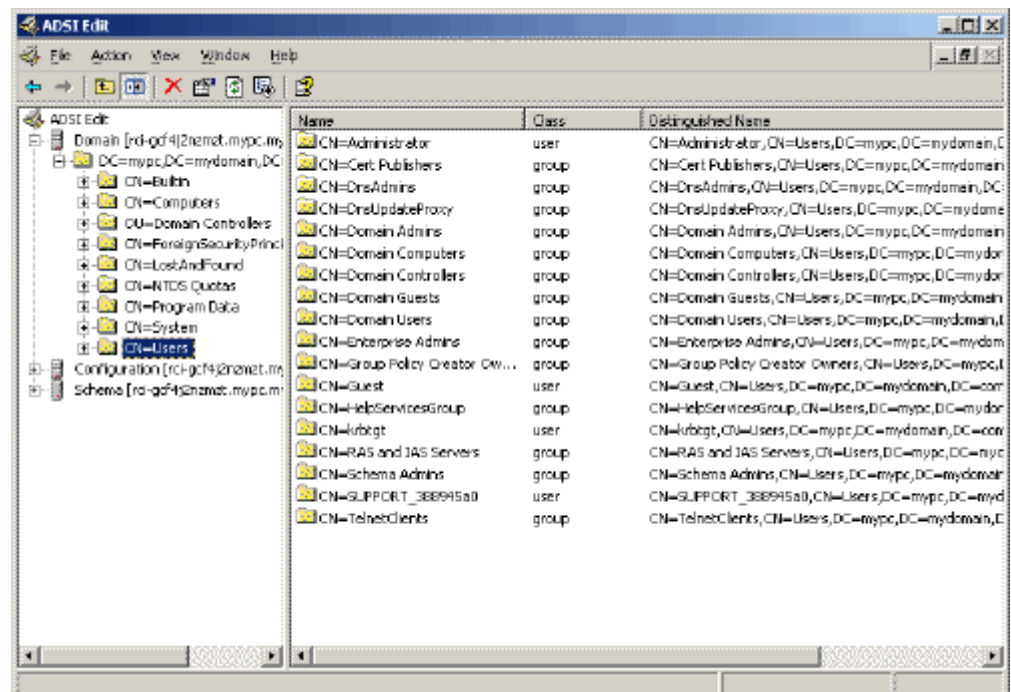 ADSI Edit
File Action View Window Help
ADSI Edit
Domain [rci-gcf4j2nzmzt.mypc.my
DC=mypc,DC=mydomain,DC
CN=Builtin
CN=Computers
OU=Domain Controllers
CN=ForeignSecurityPrinci
CN=LostAndFound
CN=NTDS Quotas
CN=Program Data
CN=System
CN=Users
Configuration [rci-gcf4j2nzmzt.my
Schema [rci-gcf4j2nzmzt.mypc.my
Name Class Distinguished Name
CN=Administrator user CN=Administrator,CN=Users,DC=mypc,DC=mydomain,D
CN=Cert Publishers group CN=Cert Publishers,CN=Users,DC=mypc,DC=mydomain
CN=DnsAdmins group CN=DnsAdmins,CN=Users,DC=mypc,DC=mydomain,DC
CN=DnsUpdateProxy group CN=DnsUpdateProxy,CN=Users,DC=mypc,DC=mydoma
CN=Domain Admins group CN=Domain Admins,CN=Users,DC=mypc,DC=mydomain
CN=Domain Computers group CN=Domain Computers,CN=Users,DC=mypc,DC=mydor
CN=Domain Controllers group CN=Domain Controllers,CN=Users,DC=mypc,DC=mydor
CN=Domain Guests group CN=Domain Guests,CN=Users,DC=mypc,DC=mydomain
CN=Domain Users group CN=Domain Users,CN=Users,DC=mypc,DC=mydomain,D
CN=Enterprise Admins group CN=Enterprise Admins,CN=Users,DC=mypc,DC=mydom
CN=Group Policy Creator Ow... group CN=Group Policy Creator Owners,CN=Users,DC=mypc,D
CN=Guest user CN=Guest,CN=Users,DC=mypc,DC=mydomain,DC=com
CN=HelpServicesGroup group CN=HelpServicesGroup,CN=Users,DC=mypc,DC=mydor
CN=krbtgt user CN=krbtgt,CN=Users,DC=mypc,DC=mydomain,DC=com
CN=RAS and IAS Servers group CN=RAS and IAS Servers,CN=Users,DC=mypc,DC=myc
CN=Schema Admins group CN=Schema Admins,CN=Users,DC=mypc,DC=mydomair
CN=SUPPORT_388945a0 user CN=SUPPORT_388945a0,CN=Users,DC=mypc,DC=myd
CN=TelnetClients group CN=TelnetClients,CN=Users,DC=mypc,DC=mydomain,D